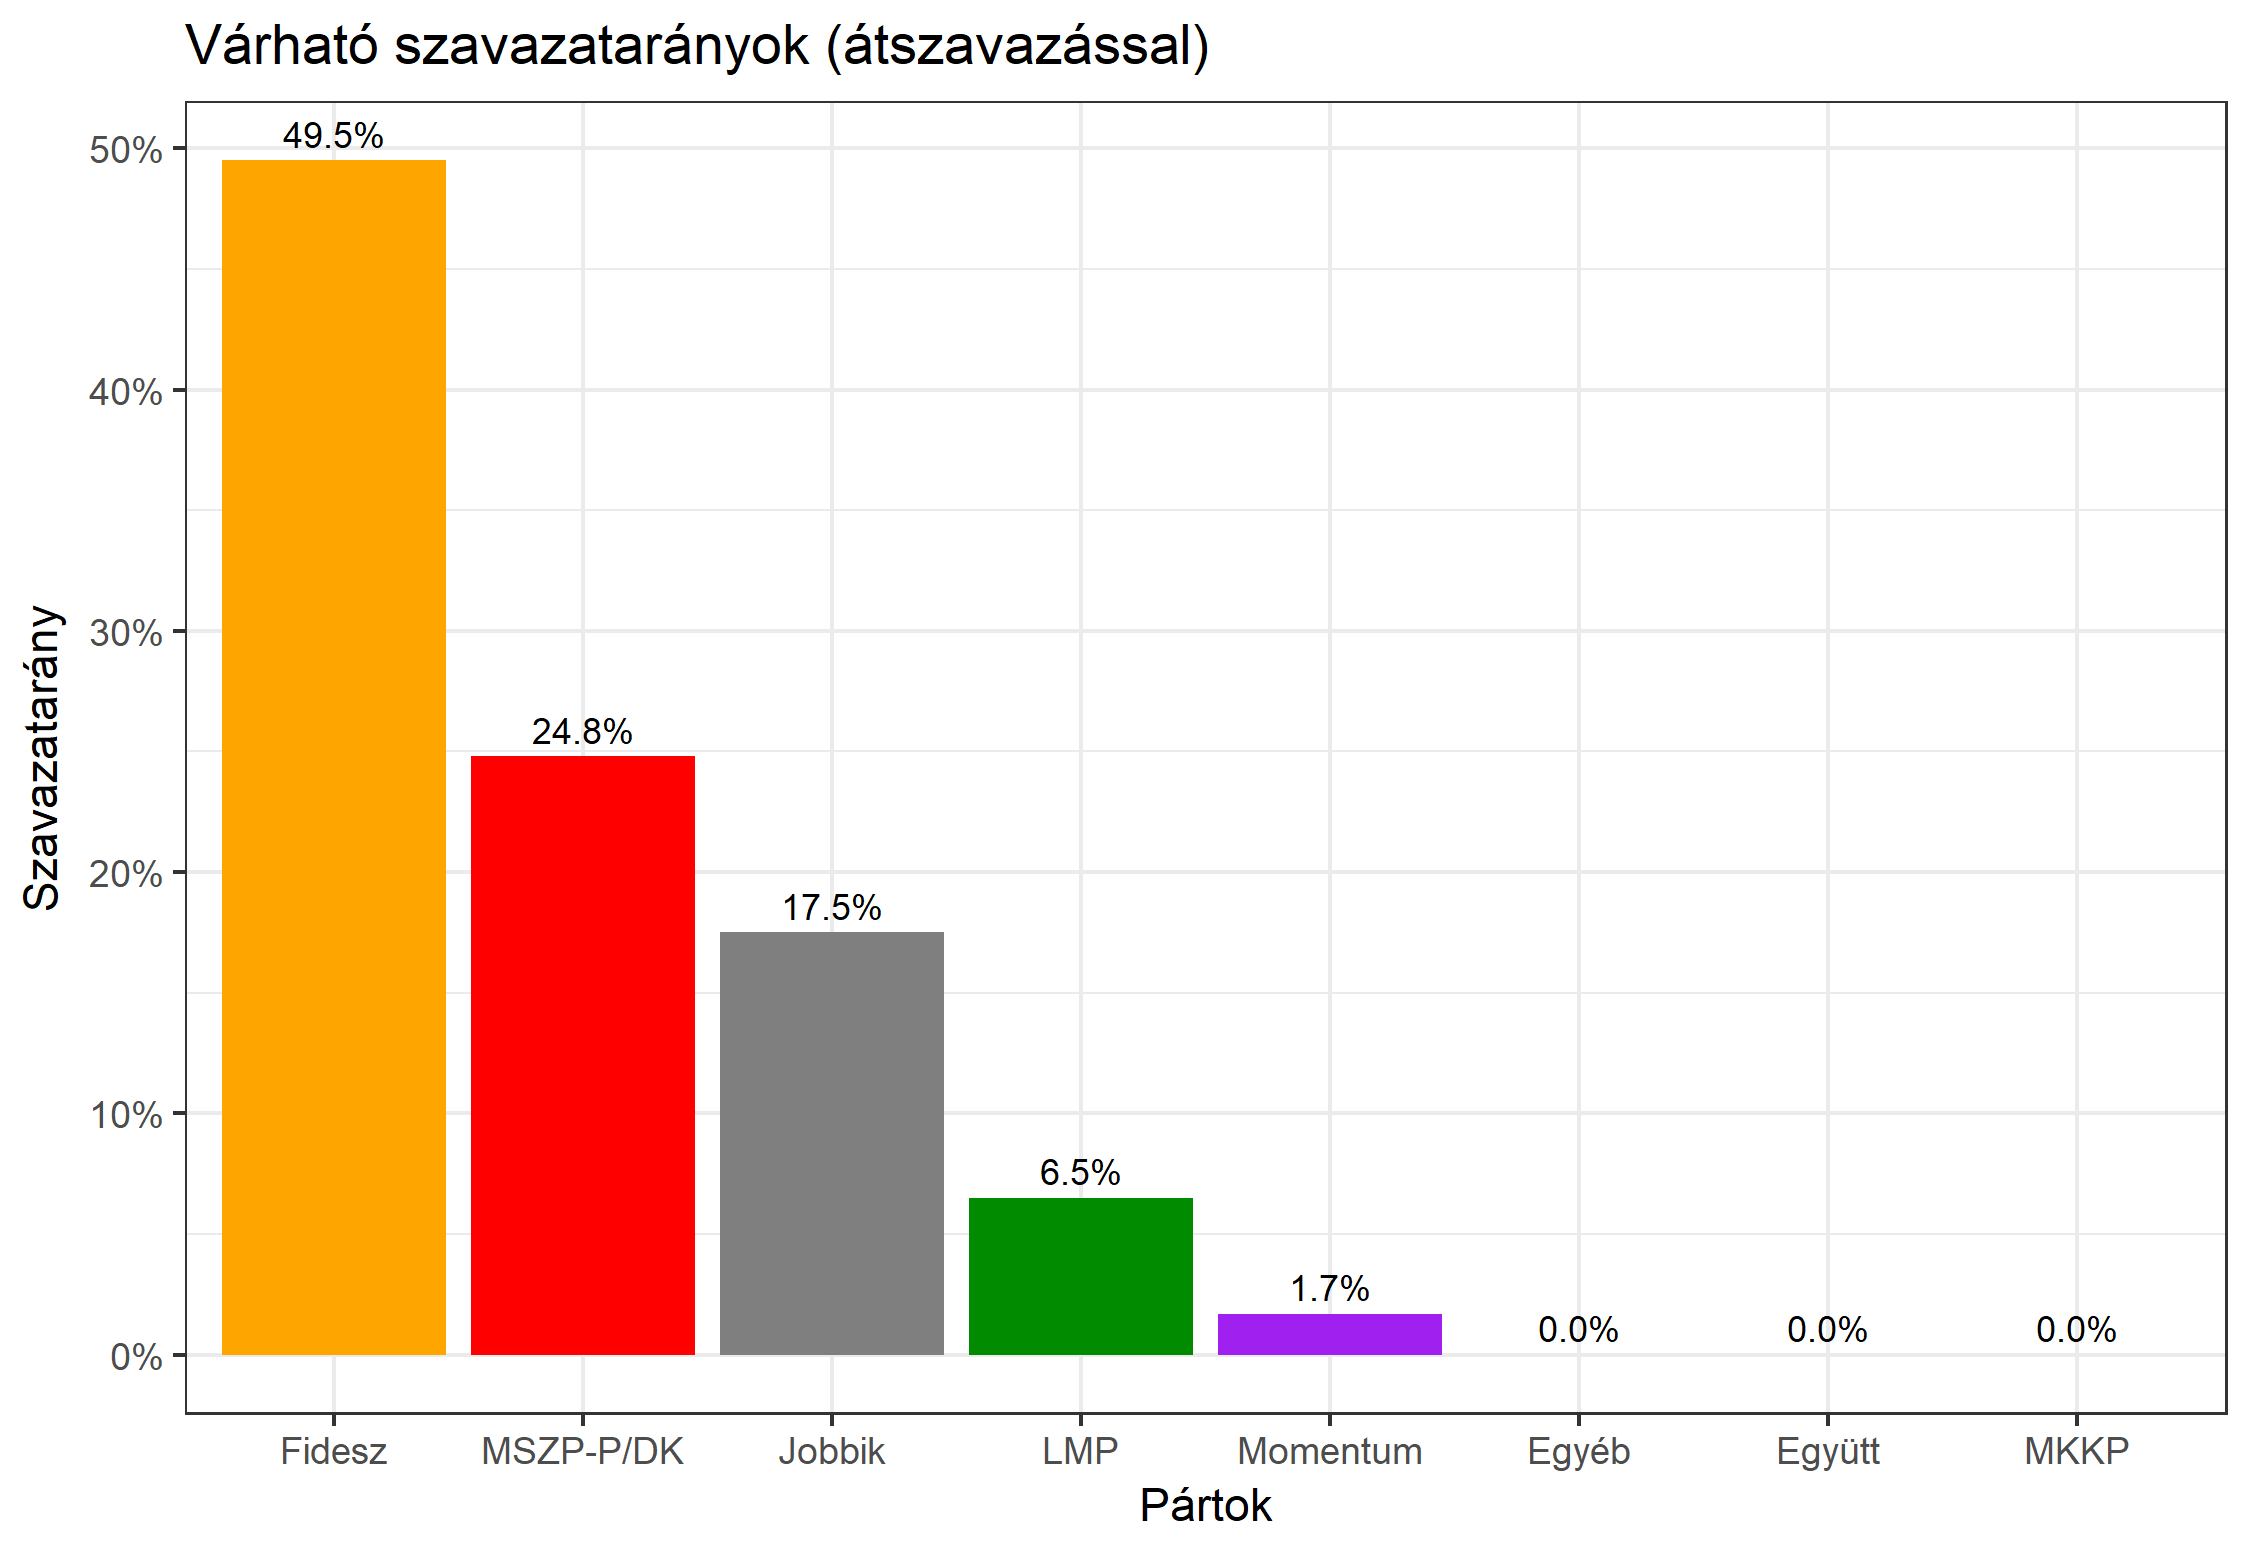 Várható szavazatarányok (átszavazással)
Szavazatarány
50%
40%
30%
20%
10%
0%
49.5%
24.8%
17.5%
6.5%
1.7%
0.0%
0.0%
0.0%
Fidesz
MSZP-P/DK
Jobbik
LMP
Momentum
Egyéb
Együtt
MKKP
Pártok